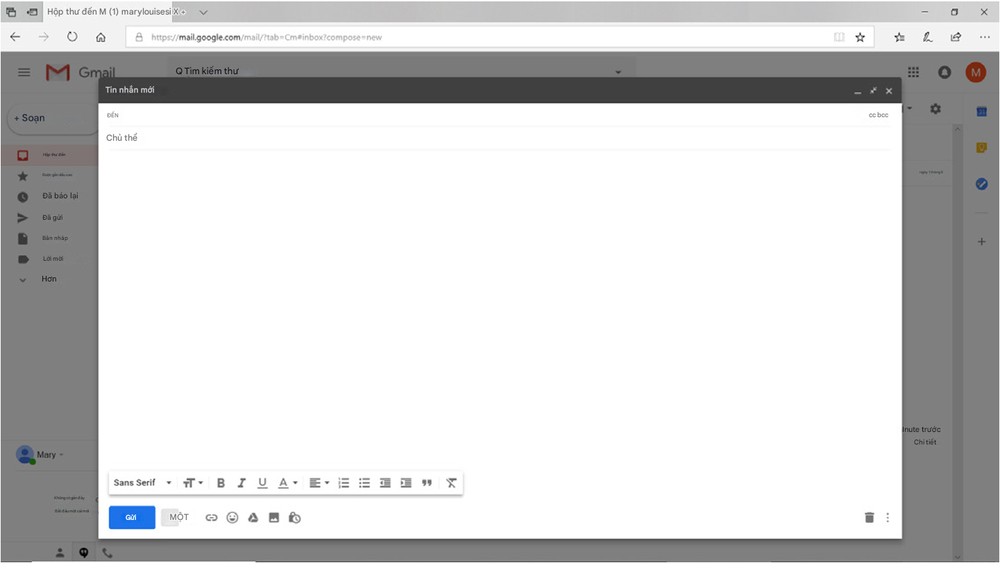 Hộp thư đến M (1) marylouisesi X +
https://mail.google.com/mail/?tab=Cm#inbox?compose=new
Gmail
Q Tìm kiếm thư
M
Tin nhắn mới
ĐẾN
cc bcc
+ Soạn
Chủ thể
Hộp thư đến
Được gắn dấu sao
ngày 1 tháng 8
Đã báo lại
Đã gửi
Bản nháp
Lời mời
Hơn
Inute trước
Chi tiết
Mary
Sans Serif
Không có gần đây
Bắt đầu một cái mới
Gửi
MỘT